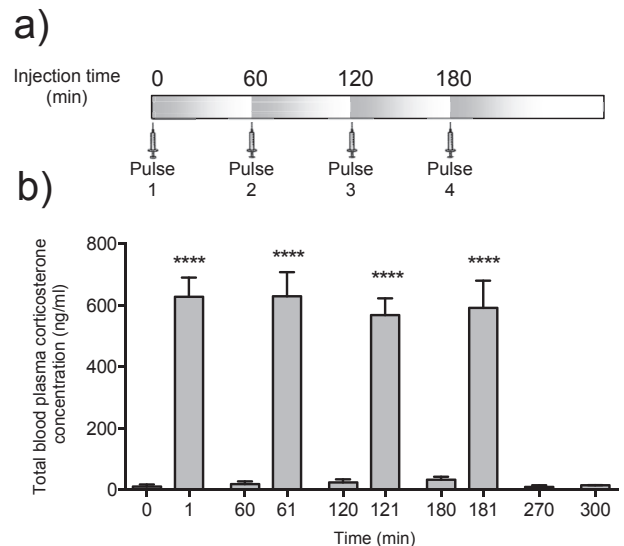 a)
Injection time
(min)
0 60 120 180
Pulse Pulse Pulse Pulse
1 2 3 4
b)
Total blood plasma corticosterone
concentration (ng/ml)
800
600
400
200
0
**** **** **** ****
0 1 60 61 120 121 180 181 270 300
Time (min)